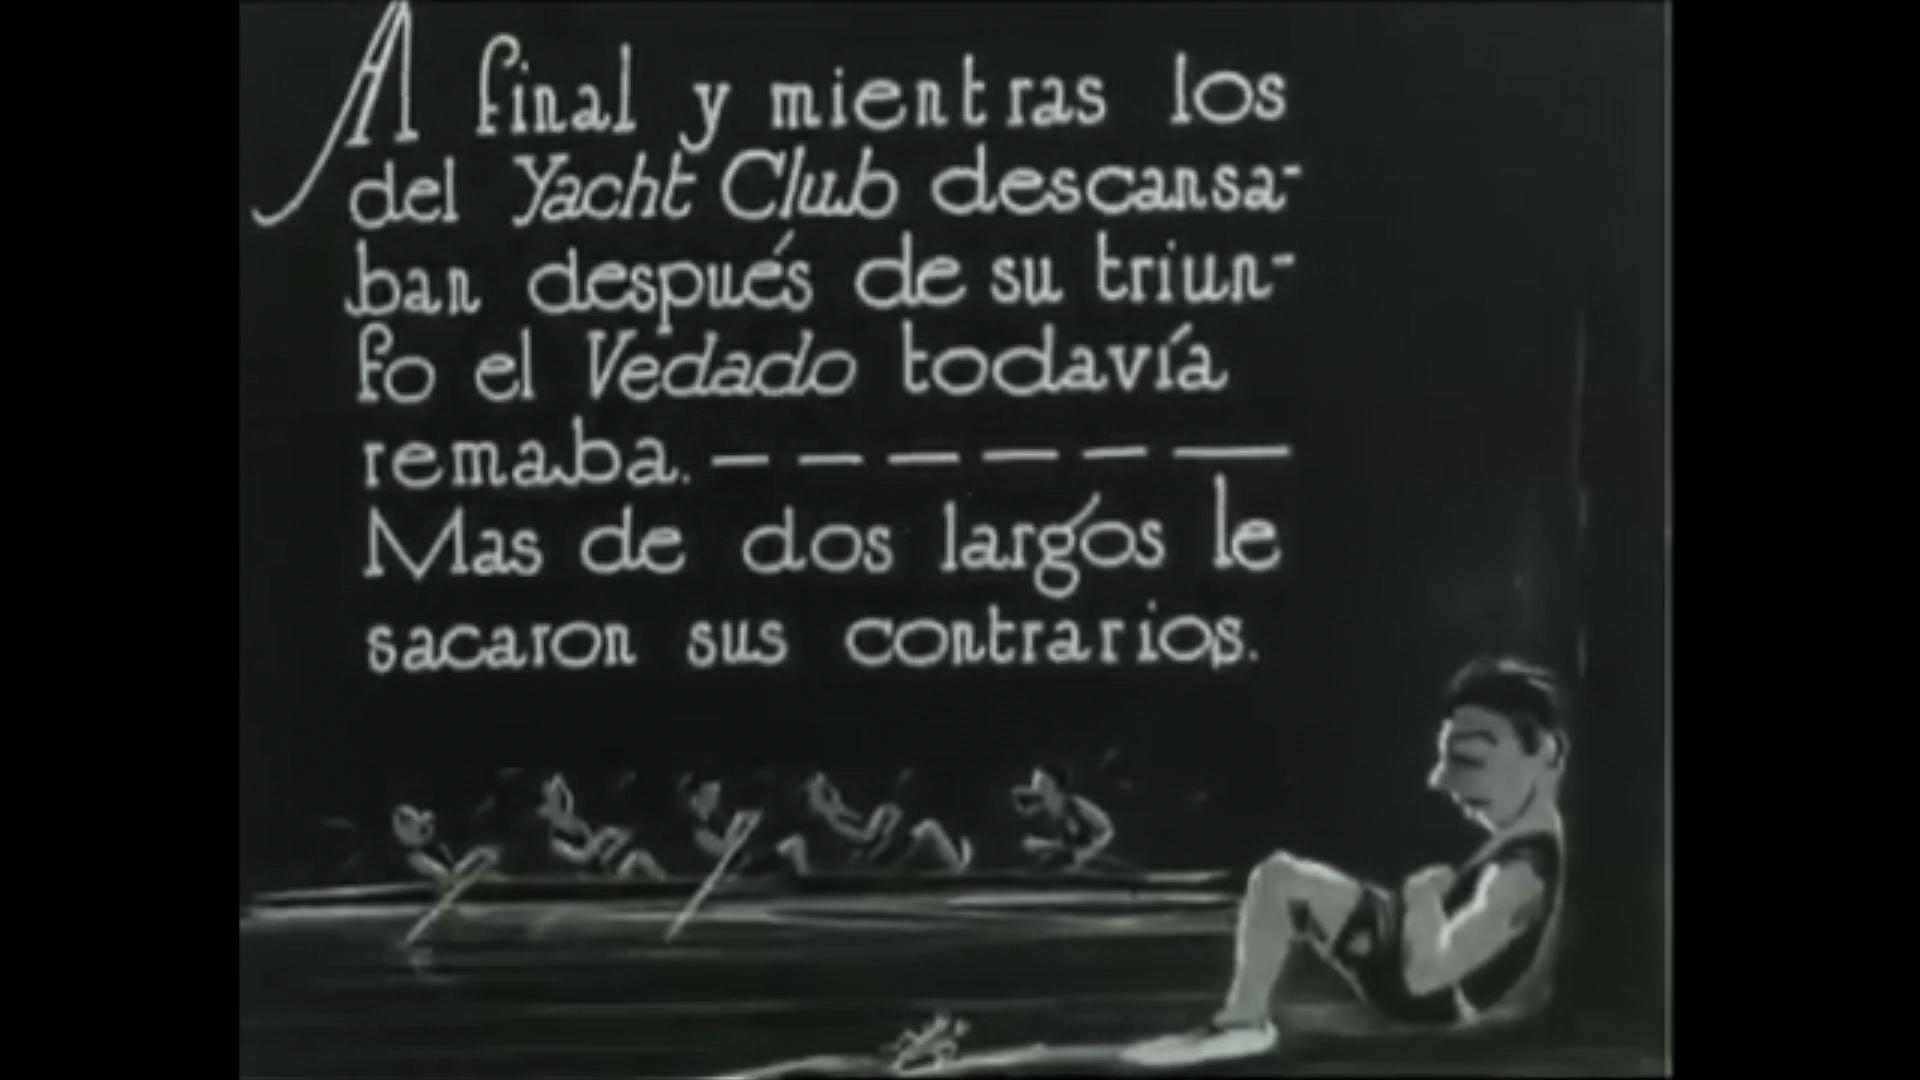 A final y mientras los
del Yacht Club descansa-
ban después de su triun-
fo el Vedado todavía
remaba. — — — — — —
Mas de dos largos le
sacaron sus contrarios.